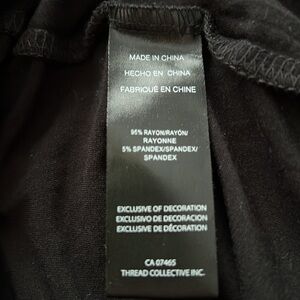 MADE IN CHINA
HECHO EN CHINA
FABRIQUÉ EN CHINE
95% RAYON/RAYÓN/
RAYONNE
5% SPANDEX/SPANDEX/
SPANDEX
EXCLUSIVE OF DECORATION
EXCLUSIVO DE DECORACION
EXCLUSIVE DE DÉCORATION
CA 07465
THREAD COLLECTIVE INC.